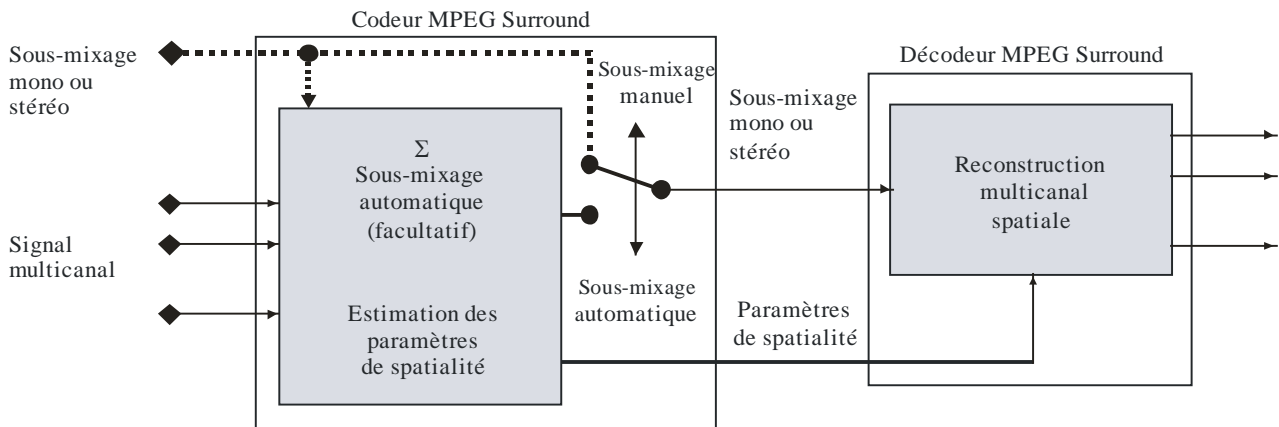 Codeur MPEG Surround
Sous-mixage
mono ou
stéréo
Signal
multicanal
Σ
Sous-mixage
automatique
(facultatif)
Estimation des
paramètres
de spatialité
Sous-mixage
manuel
Sous-mixage
automatique
Sous-mixage
mono ou
stéréo
Paramètres
de spatialité
Décodeur MPEG Surround
Reconstruction
multicanal
spatiale